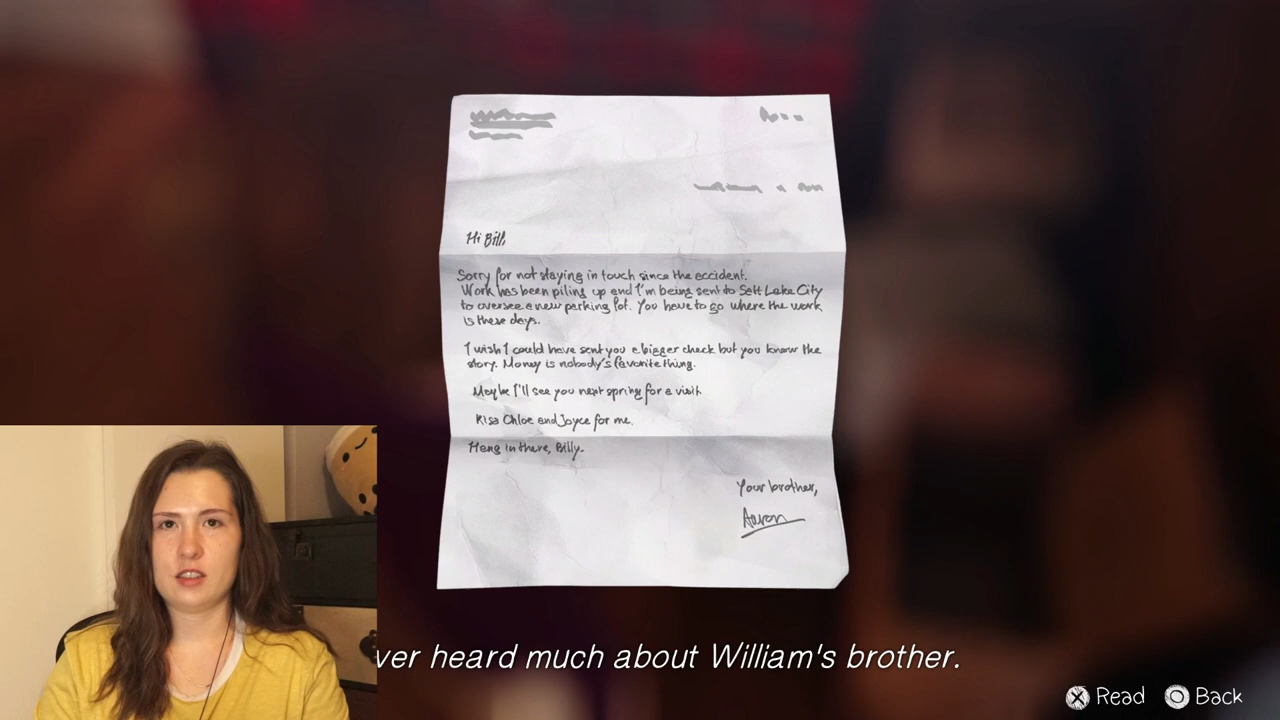 Hi Bill,
Sorry for not staying in touch since the accident.
Work has been piling up and I'm being sent to Salt Lake City
to oversee a new parking lot. You have to go where the work
is these days.
I wish I could have sent you a bigger check but you know the
story. Money is nobody's favorite thing.
Maybe I'll see you next spring for a visit.
Kiss Chloe and Joyce for me.
Hang in there, Billy.
Your brother,
Aaron
ver heard much about William's brother.
Read
Back